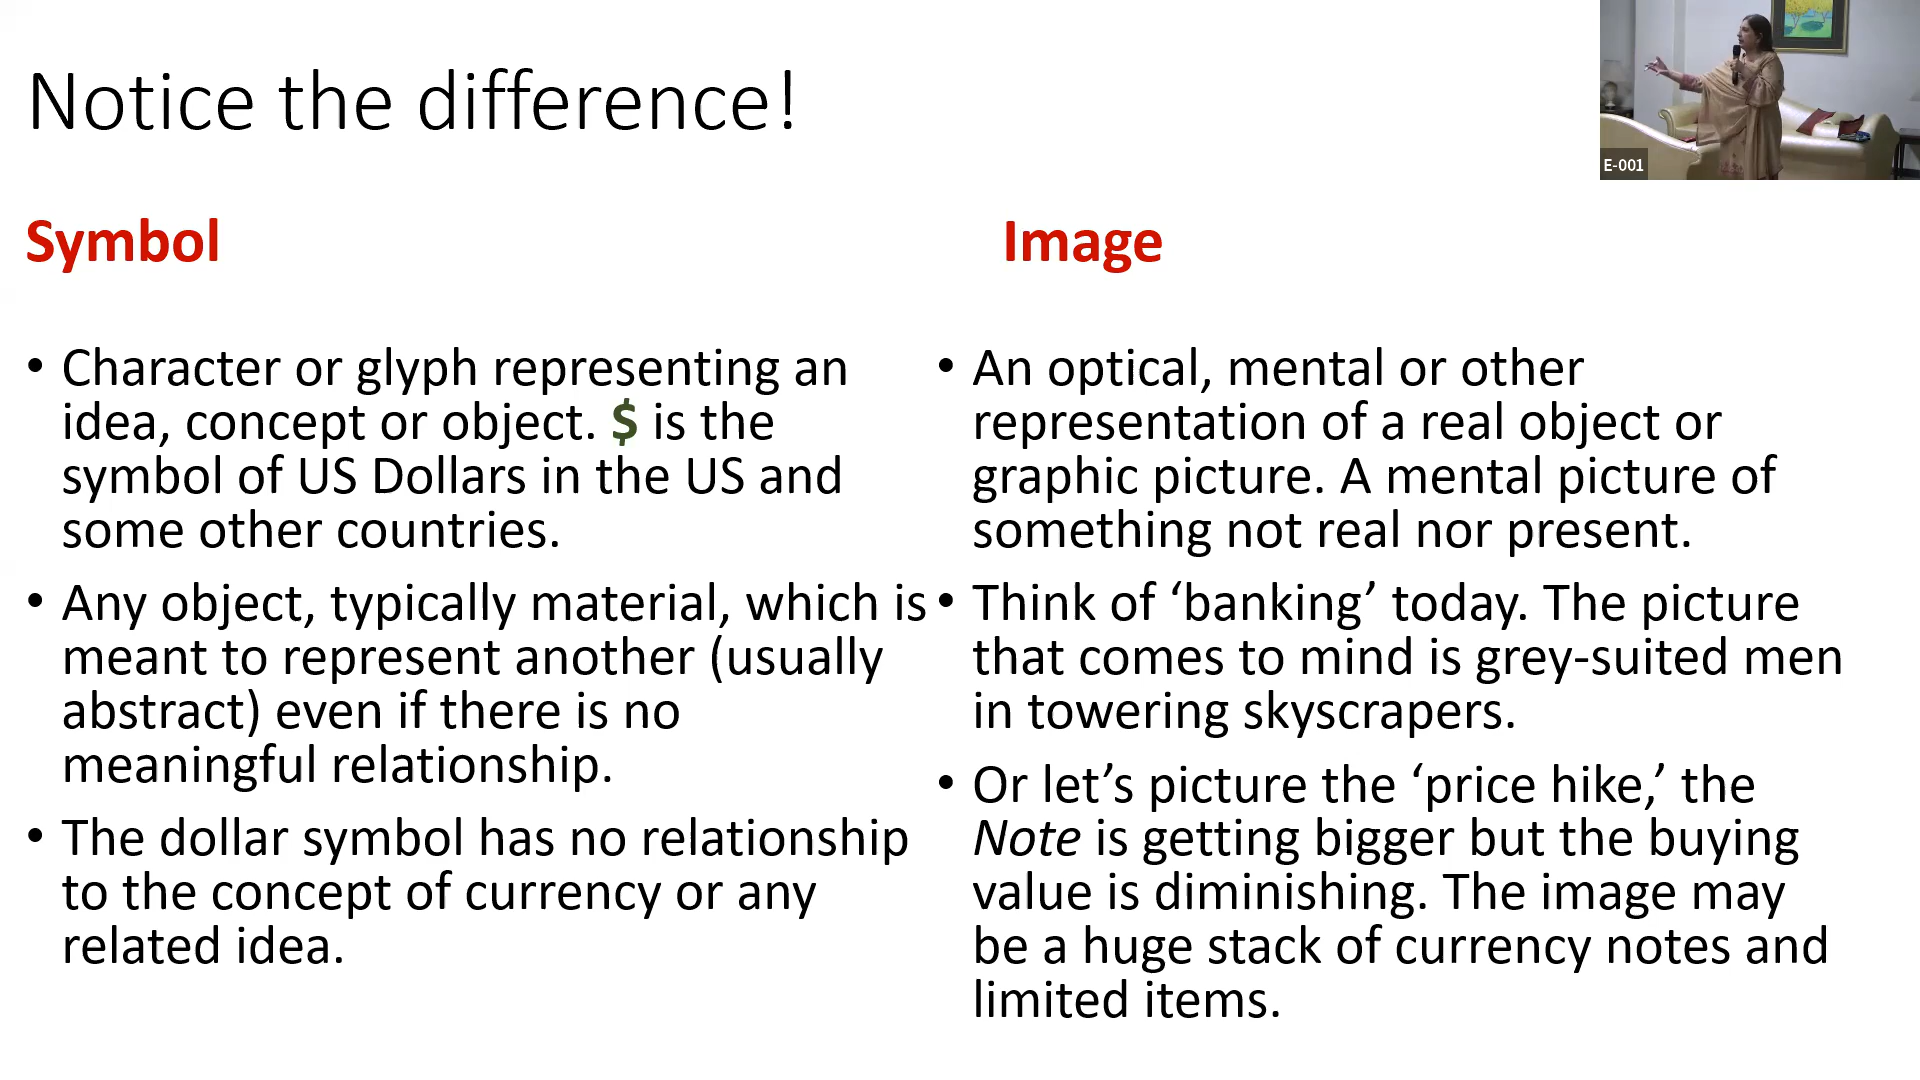 Notice the difference!
E-001
Symbol
• Character or glyph representing an
idea, concept or object. $ is the
symbol of US Dollars in the US and
some other countries.
• Any object, typically material, which is
meant to represent another (usually
abstract) even if there is no
meaningful relationship.
• The dollar symbol has no relationship
to the concept of currency or any
related idea.
Image
• An optical, mental or other
representation of a real object or
graphic picture. A mental picture of
something not real nor present.
• Think of ‘banking’ today. The picture
that comes to mind is grey-suited men
in towering skyscrapers.
• Or let’s picture the ‘price hike,’ the
Note is getting bigger but the buying
value is diminishing. The image may
be a huge stack of currency notes and
limited items.